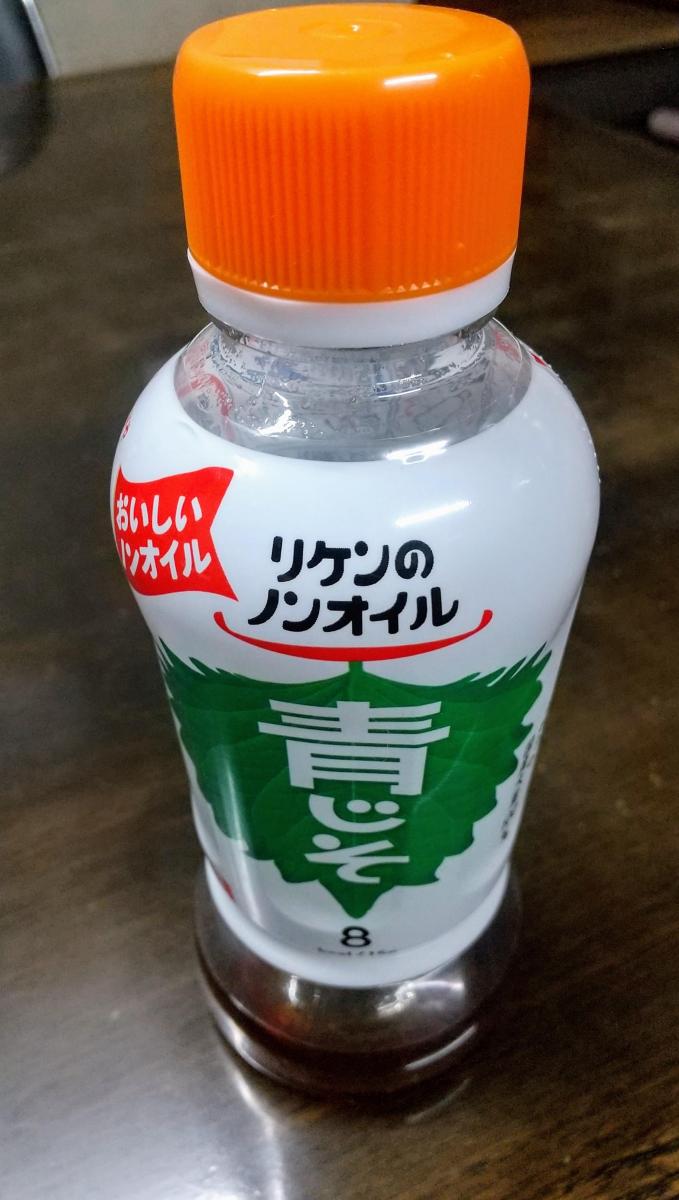 おいしい
ノンオイル
リケンの
ノンオイル
青じそ
8